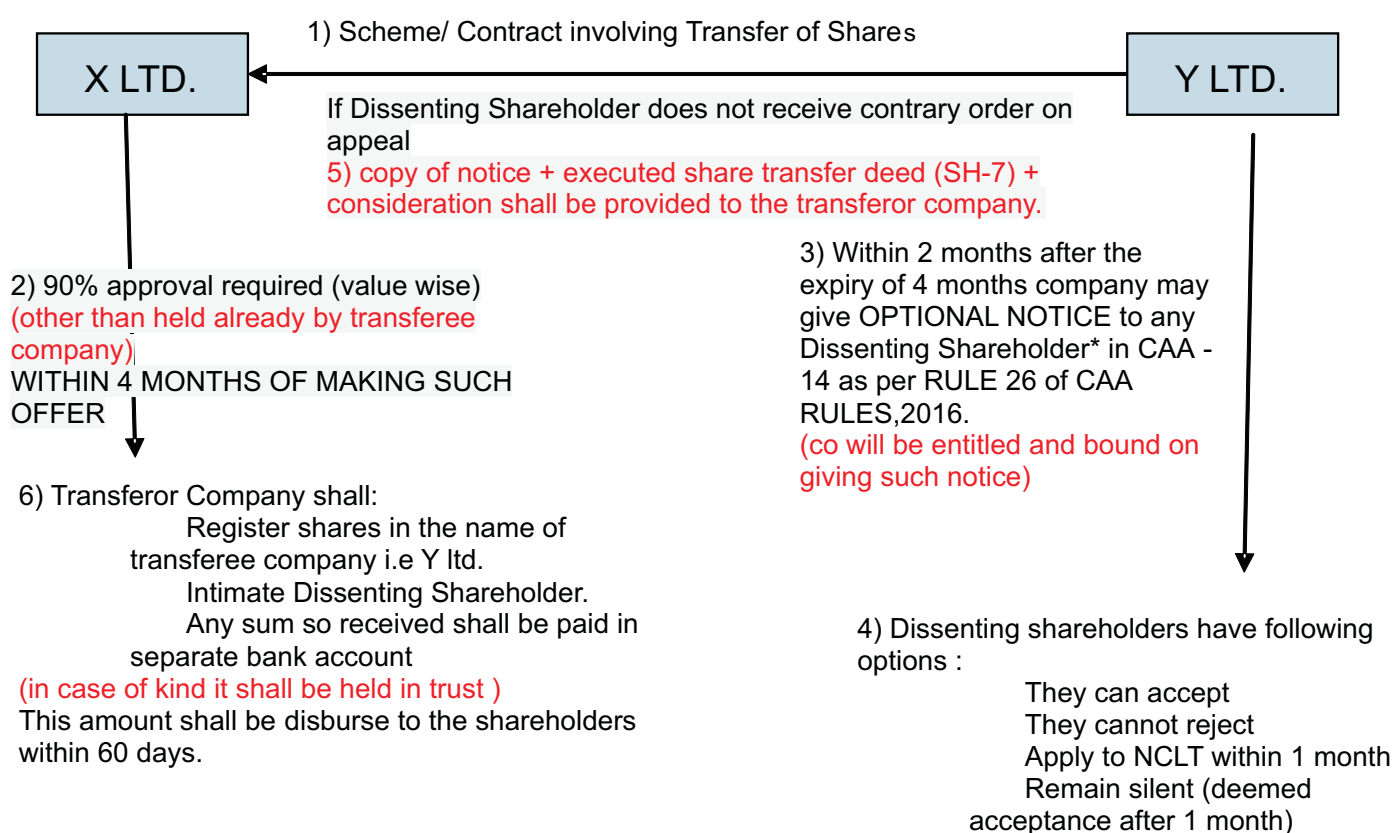 1) Scheme/ Contract involving Transfer of Shares
X LTD.
Y LTD.
If Dissenting Shareholder does not receive contrary order on
appeal
5) copy of notice + executed share transfer deed (SH-7) +
consideration shall be provided to the transferor company.
2) 90% approval required (value wise)
(other than held already by transferee
company)
WITHIN 4 MONTHS OF MAKING SUCH
OFFER
3) Within 2 months after the
expiry of 4 months company may
give OPTIONAL NOTICE to any
Dissenting Shareholder* in CAA -
14 as per RULE 26 of CAA
RULES,2016.
(co will be entitled and bound on
giving such notice)
4) Dissenting shareholders have following
options :
They can accept
They cannot reject
Apply to NCLT within 1 month
Remain silent (deemed
acceptance after 1 month)
6) Transferor Company shall:
Register shares in the name of
transferee company i.e Y ltd.
Intimate Dissenting Shareholder.
Any sum so received shall be paid in
separate bank account
(in case of kind it shall be held in trust )
This amount shall be disburse to the shareholders
within 60 days.